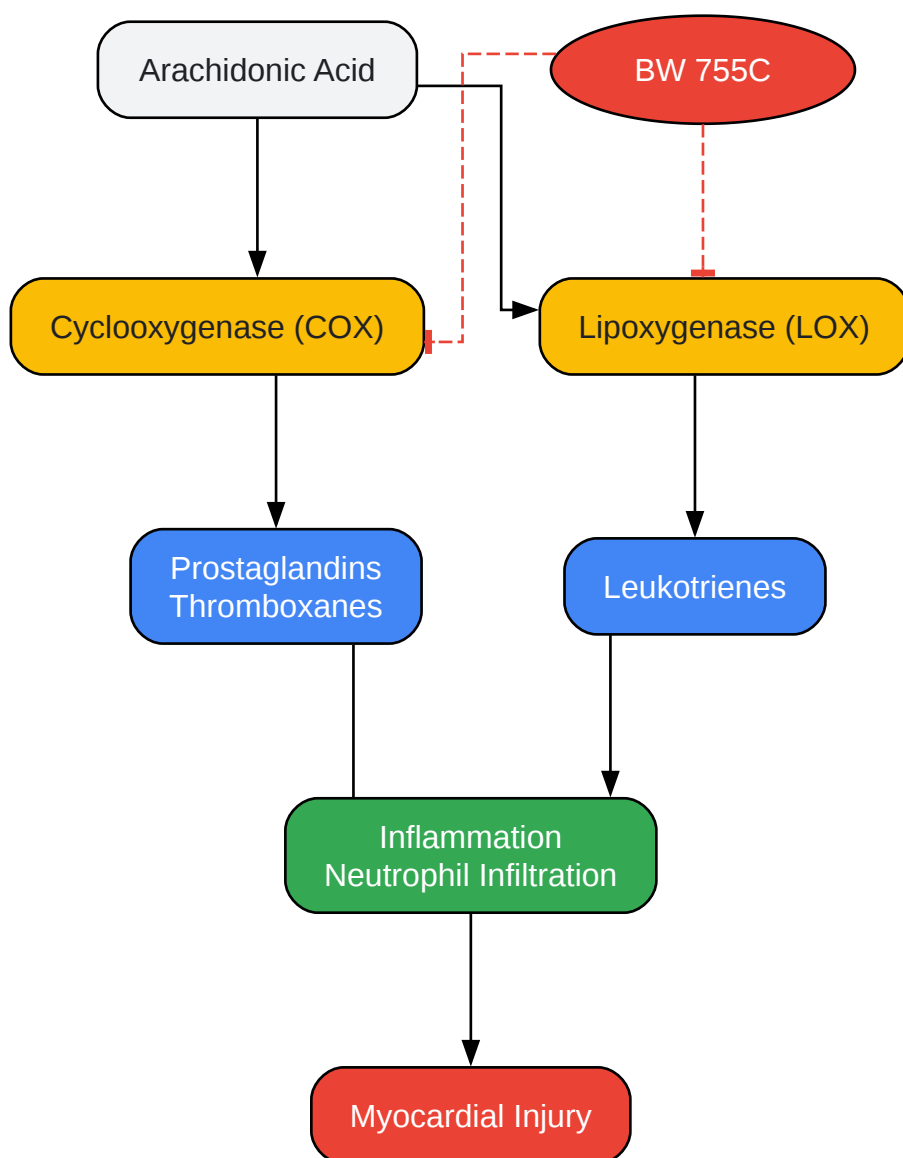 Arachidonic Acid
BW 755C
Cyclooxygenase (COX)
Lipoxygenase (LOX)
Prostaglandins
Thromboxanes
Leukotrienes
Inflammation
Neutrophil Infiltration
Myocardial Injury